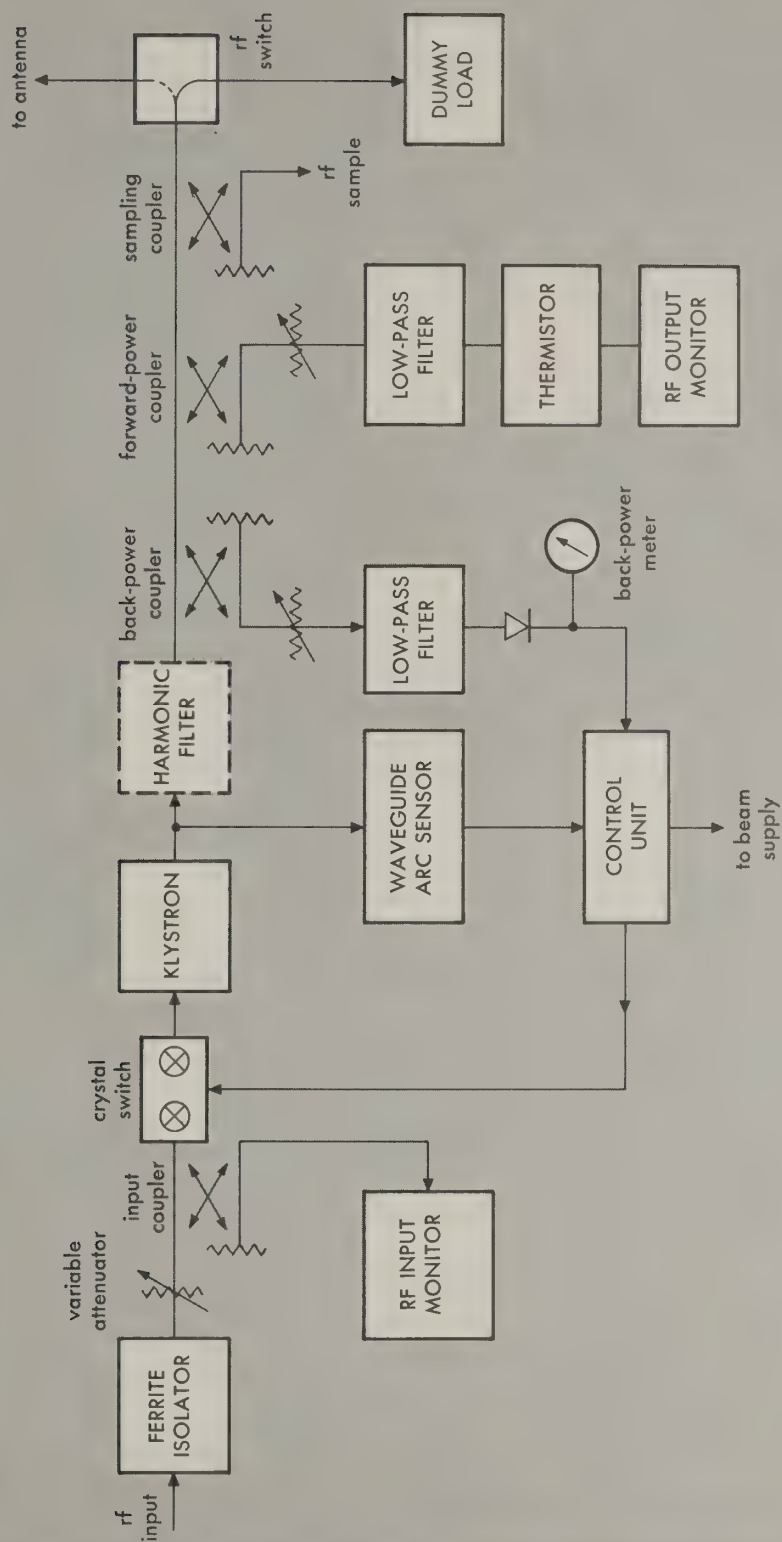 rf
input
FERRITE
ISOLATOR
variable
attenuator
input
coupler
RF INPUT
MONITOR
crystal
switch
KLYSTRON
WAVEGUIDE
ARC SENSOR
CONTROL
UNIT
to beam
supply
HARMONIC
FILTER
back-power
coupler
LOW-PASS
FILTER
back-power
meter
forward-power
coupler
LOW-PASS
FILTER
THERMISTOR
RF OUTPUT
MONITOR
sampling
coupler
rf
sample
to antenna
rf
switch
DUMMY
LOAD